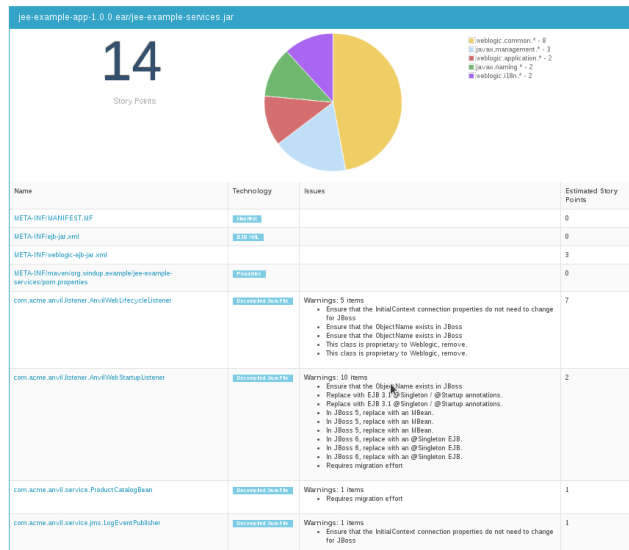 jee-example-app-1.0.0.ear/jee-example-services.jar
14
Story Points
weblogic.common.* - 8
javax.management.* - 3
weblogic.application.* - 2
javax.naming.* - 2
weblogic.i18n.* - 2
Name Technology Issues Estimated Story
Points
META-INF/MANIFEST.MF Manifest 0
META-INF/ejb-jar.xml EJB XML 0
META-INF/weblogic-ejb-jar.xml 3
META-INF/maven/org.windup.example/jee-example-
services/pom.properties Properties 0
com.acme.anvil.listener.AnvilWebLifecycleListener Decompiled Java File Warnings: 5 items 7
Ensure that the InitialContext connection properties do not need to change
for JBoss
Ensure that the ObjectName exists in JBoss
Ensure that the ObjectName exists in JBoss
This class is proprietary to Weblogic, remove.
This class is proprietary to Weblogic, remove.
com.acme.anvil.listener.AnvilWebStartupListener Decompiled Java File Warnings: 10 items 2
Ensure that the ObjectName exists in JBoss
Replace with EJB 3.1 @Singleton / @Startup annotations.
Replace with EJB 3.1 @Singleton / @Startup annotations.
In JBoss 5, replace with an MBean.
In JBoss 5, replace with an MBean.
In JBoss 5, replace with an MBean.
In JBoss 6, replace with an @Singleton EJB.
In JBoss 6, replace with an @Singleton EJB.
In JBoss 6, replace with an @Singleton EJB.
Requires migration effort
com.acme.anvil.service.ProductCatalogBean Decompiled Java File Warnings: 1 items 1
Requires migration effort
com.acme.anvil.service.jms.LogEventPublisher Decompiled Java File Warnings: 1 items 1
Ensure that the InitialContext connection properties do not need to change
for JBoss